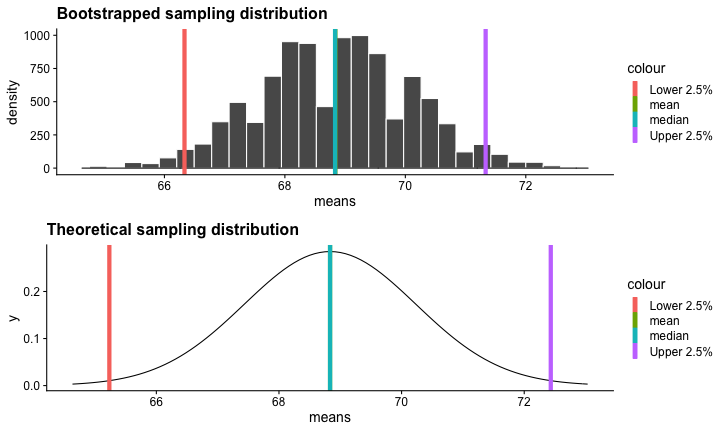 Bootstrapped sampling distribution
1000
750
500
250
0
density
66 68 70 72
means
colour
Lower 2.5%
mean
median
Upper 2.5%
Theoretical sampling distribution
0.2
0.1
0.0
y
66 68 70 72
means
colour
Lower 2.5%
mean
median
Upper 2.5%